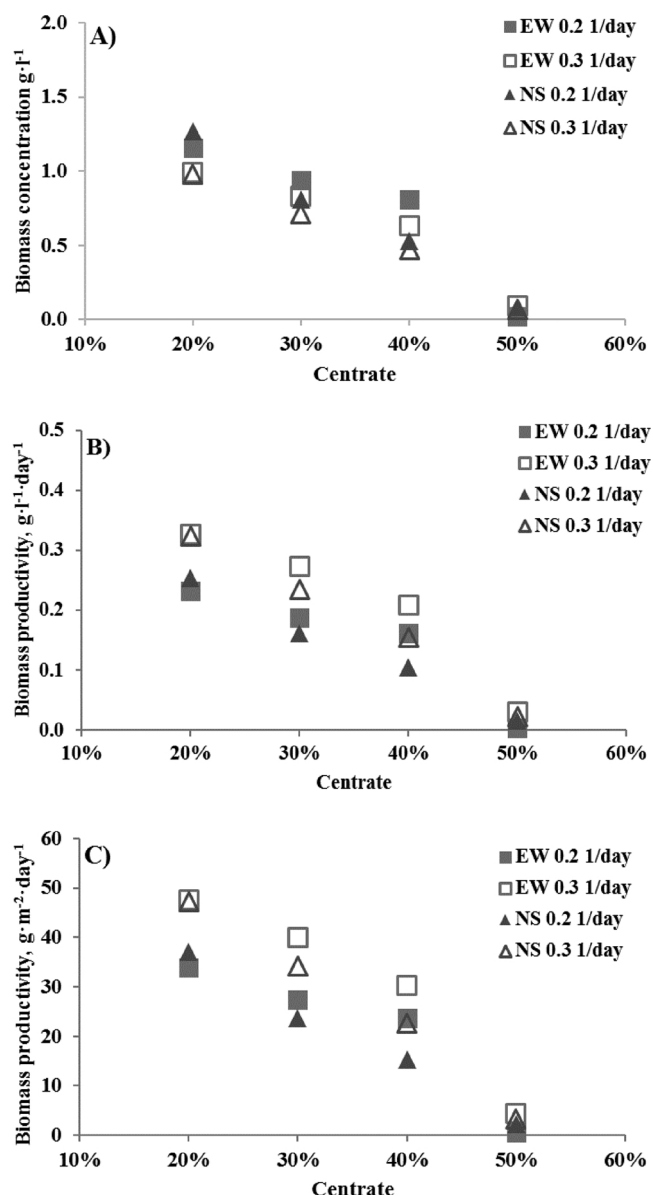 A)
Biomass concentration g·l⁻¹
2.0
1.5
1.0
0.5
0.0
10%
20%
30%
40%
50%
60%
Centrate
EW 0.2 1/day
EW 0.3 1/day
NS 0.2 1/day
NS 0.3 1/day
B)
Biomass productivity, g·l⁻¹·day⁻¹
0.5
0.4
0.3
0.2
0.1
0.0
10%
20%
30%
40%
50%
60%
Centrate
EW 0.2 1/day
EW 0.3 1/day
NS 0.2 1/day
NS 0.3 1/day
C)
Biomass productivity, g·m⁻²·day⁻¹
60
50
40
30
20
10
0
10%
20%
30%
40%
50%
60%
Centrate
EW 0.2 1/day
EW 0.3 1/day
NS 0.2 1/day
NS 0.3 1/day